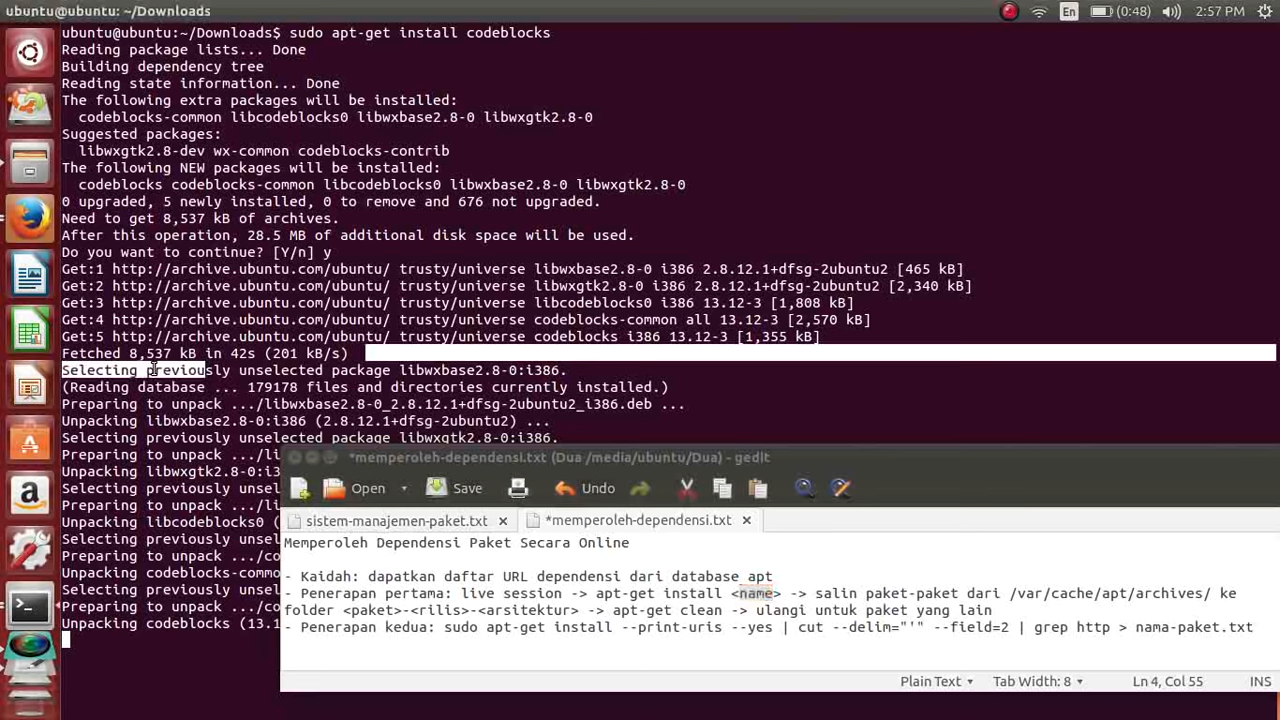 ubuntu@ubuntu: ~/Downloads
En
(0:48)
2:57 PM
ubuntu@ubuntu:~/Downloads$ sudo apt-get install codeblocks
Reading package lists... Done
Building dependency tree
Reading state information... Done
The following extra packages will be installed:
codeblocks-common libcodeblocks0 libwxbase2.8-0 libwxgtk2.8-0
Suggested packages:
libwxgtk2.8-dev wx-common codeblocks-contrib
The following NEW packages will be installed:
codeblocks codeblocks-common libcodeblocks0 libwxbase2.8-0 libwxgtk2.8-0
0 upgraded, 5 newly installed, 0 to remove and 676 not upgraded.
Need to get 8,537 kB of archives.
After this operation, 28.5 MB of additional disk space will be used.
Do you want to continue? [Y/n] y
Get:1 http://archive.ubuntu.com/ubuntu/ trusty/universe libwxbase2.8-0 i386 2.8.12.1+dfsg-2ubuntu2 [465 kB]
Get:2 http://archive.ubuntu.com/ubuntu/ trusty/universe libwxgtk2.8-0 i386 2.8.12.1+dfsg-2ubuntu2 [2,340 kB]
Get:3 http://archive.ubuntu.com/ubuntu/ trusty/universe libcodeblocks0 i386 13.12-3 [1,808 kB]
Get:4 http://archive.ubuntu.com/ubuntu/ trusty/universe codeblocks-common all 13.12-3 [2,570 kB]
Get:5 http://archive.ubuntu.com/ubuntu/ trusty/universe codeblocks i386 13.12-3 [1,355 kB]
Fetched 8,537 kB in 42s (201 kB/s)
Selecting previously unselected package libwxbase2.8-0:i386.
(Reading database ... 179178 files and directories currently installed.)
Preparing to unpack .../libwxbase2.8-0_2.8.12.1+dfsg-2ubuntu2_i386.deb ...
Unpacking libwxbase2.8-0:i386 (2.8.12.1+dfsg-2ubuntu2) ...
Selecting previously unselected package libwxgtk2.8-0:i386.
Preparing to unpack .../li
Unpacking libwxgtk2.8-0:i3
Selecting previously unsel
Preparing to unpack .../li
Unpacking libcodeblocks0 (
Selecting previously unsel
Preparing to unpack .../co
Unpacking codeblocks-commo
Selecting previously unsel
Preparing to unpack .../co
Unpacking codeblocks (13.1
*memperoleh-dependensi.txt (Dua /media/ubuntu/Dua) - gedit
Open
Save
Undo
sistem-manajemen-paket.txt
*memperoleh-dependensi.txt
Memperoleh Dependensi Paket Secara Online
- Kaidah: dapatkan daftar URL dependensi dari database apt
- Penerapan pertama: live session -> apt-get install <name> -> salin paket-paket dari /var/cache/apt/archives/ ke
folder <paket>-<rilis>-<arsitektur> -> apt-get clean -> ulangi untuk paket yang lain
- Penerapan kedua: sudo apt-get install --print-uris --yes | cut --delim="'" --field=2 | grep http > nama-paket.txt
Plain Text
Tab Width: 8
Ln 4, Col 55
INS